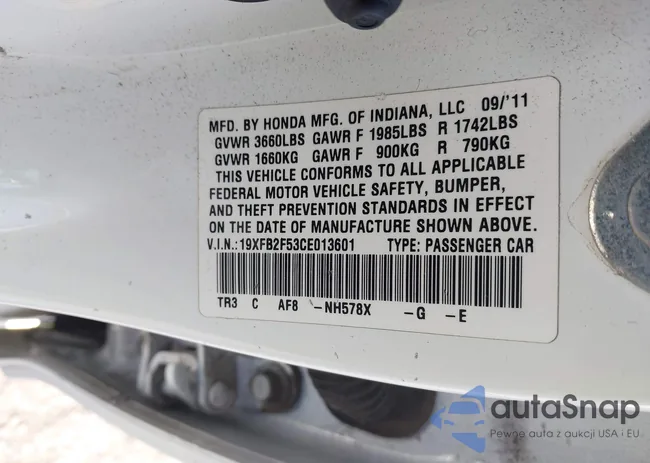 MFD. BY HONDA MFG. OF INDIANA, LLC 09/'11
GVWR 3660LBS GAWR F 1985LBS R 1742LBS
GVWR 1660KG GAWR F 900KG R 790KG
THIS VEHICLE CONFORMS TO ALL APPLICABLE
FEDERAL MOTOR VEHICLE SAFETY, BUMPER,
AND THEFT PREVENTION STANDARDS IN EFFECT
ON THE DATE OF MANUFACTURE SHOWN ABOVE.
V.I.N.:19XFB2F53CE013601 TYPE: PASSENGER CAR
TR3 C AF8 -NH578X -G -E
autaSnap
Pewne auta z aukcji USA i EU